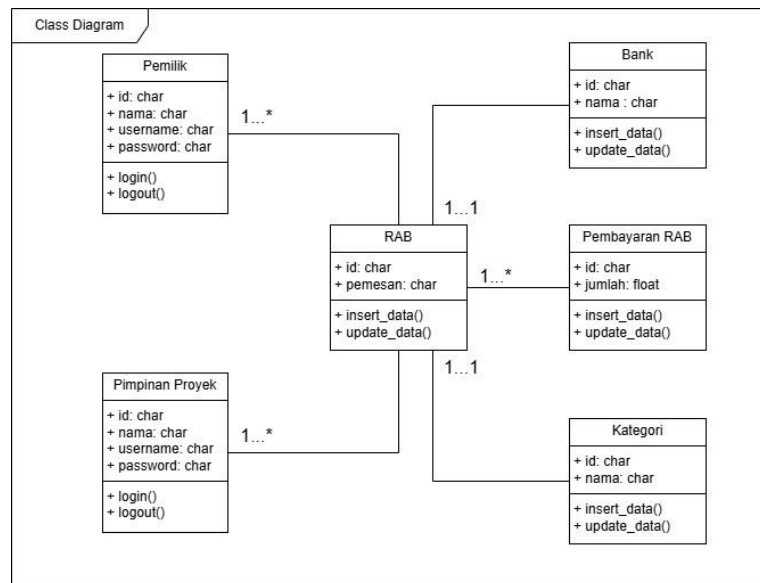 Class Diagram
Pemilik
+ id: char
+ nama: char
+ username: char
+ password: char
+ login()
+ logout()
1...*
Bank
+ id: char
+ nama : char
+ insert_data()
+ update_data()
1...1
RAB
+ id: char
+ pemesan: char
+ insert_data()
+ update_data()
1...*
Pembayaran RAB
+ id: char
+ jumlah: float
+ insert_data()
+ update_data()
1...1
Pimpinan Proyek
+ id: char
+ nama: char
+ username: char
+ password: char
+ login()
+ logout()
1...*
Kategori
+ id: char
+ nama: char
+ insert_data()
+ update_data()